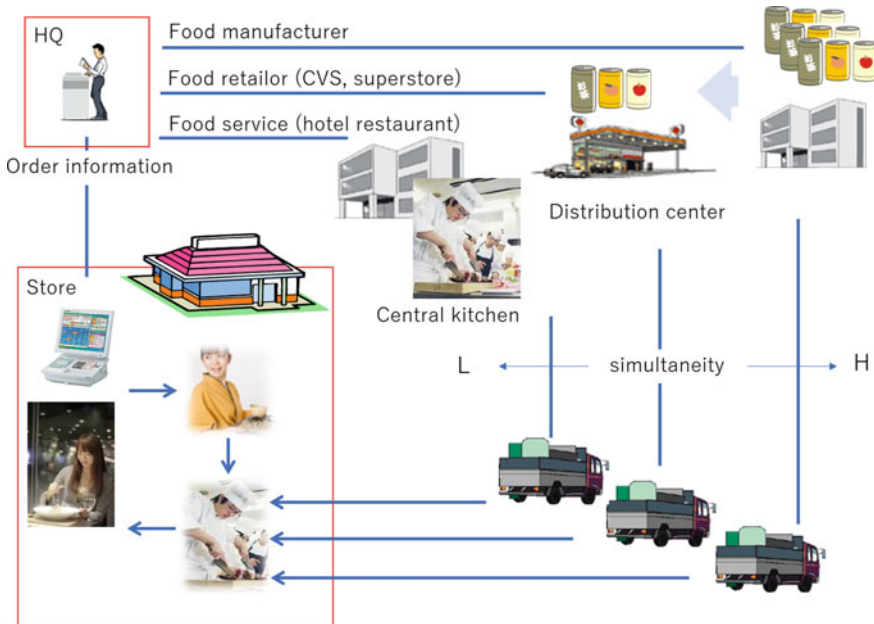 HQ
Food manufacturer
Food retailor (CVS, superstore)
Food service (hotel restaurant)
Order information
Distribution center
Store
Central kitchen
L
simultaneity
H